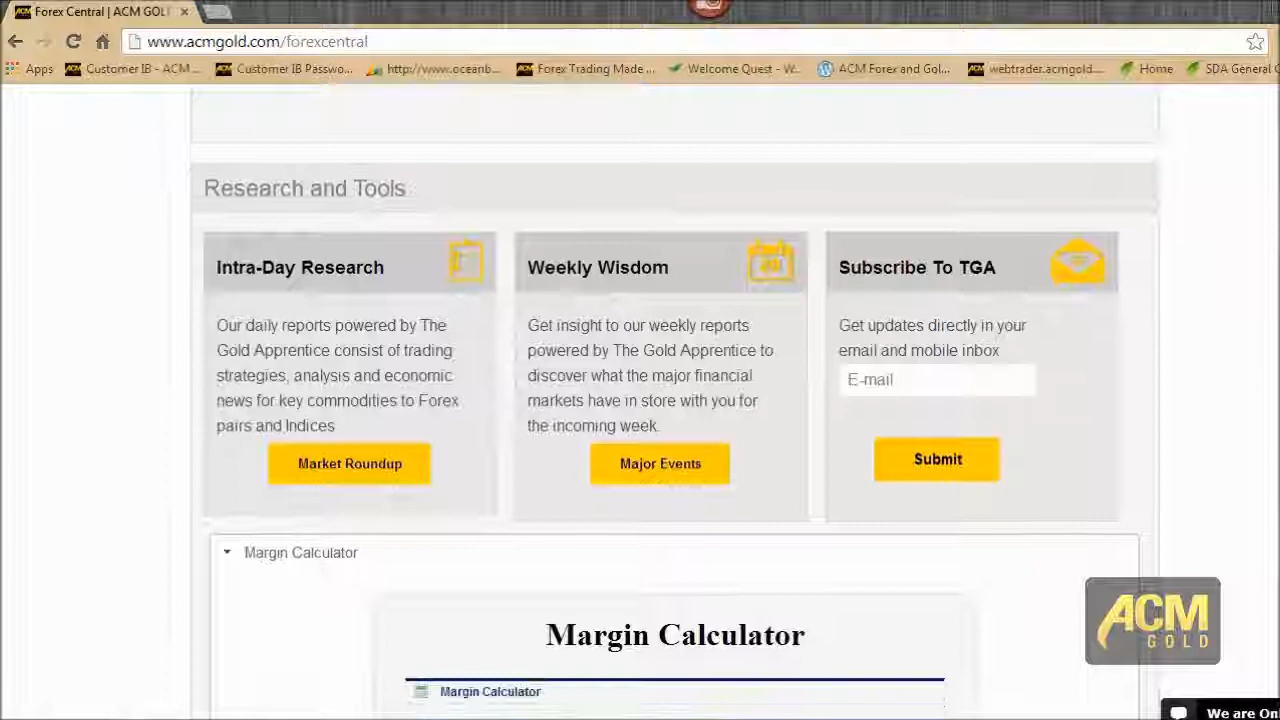 Forex Central | ACM GOLD
www.acmgold.com/forexcentral
Apps Customer IB - ACM ... Customer IB Passwo... http://www.oceanb... Forex Trading Made ... Welcome Quest - W... ACM Forex and Gol... webtrader.acmgold.... Home SDA General
Research and Tools
Intra-Day Research
Our daily reports powered by The
Gold Apprentice consist of trading
strategies, analysis and economic
news for key commodities to Forex
pairs and Indices
Market Roundup
Weekly Wisdom
Get insight to our weekly reports
powered by The Gold Apprentice to
discover what the major financial
markets have in store with you for
the incoming week.
Major Events
Subscribe To TGA
Get updates directly in your
email and mobile inbox
E-mail
Submit
Margin Calculator
Margin Calculator
Margin Calculator
ACM
GOLD
We are On